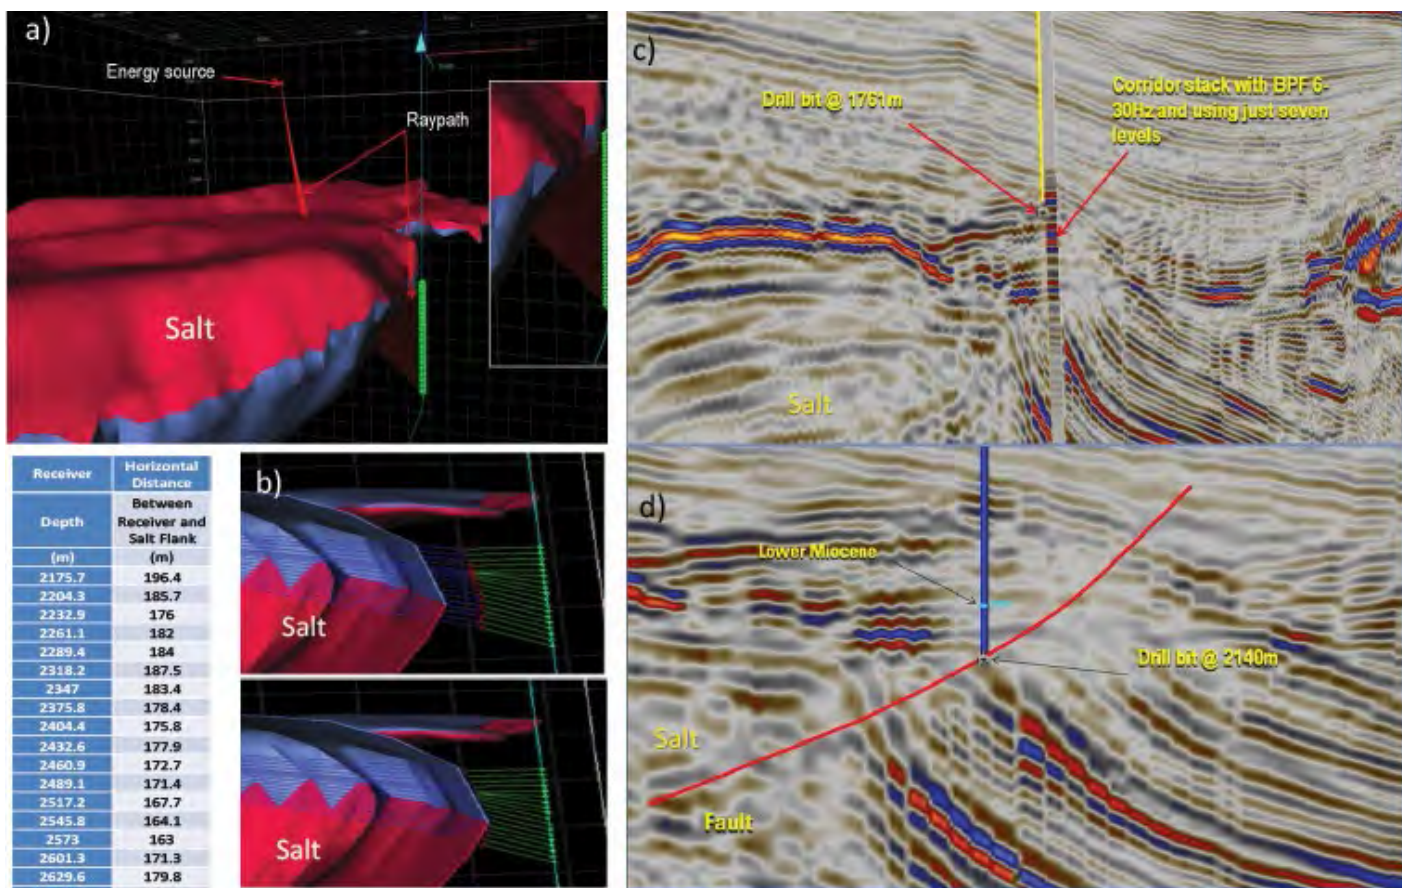 a)
Energy source
Raypath
Salt
c)
Drill bit @ 1761m
Corridor stack with BPF 6-
30Hz and using just seven
levels
Salt
Receiver Horizontal
Distance
Depth Between
Receiver and
Salt Flank
(m) (m)
2175.7 196.4
2204.3 185.7
2232.9 176
2261.1 182
2289.4 184
2318.2 187.5
2347 183.4
2375.8 178.4
2404.4 175.8
2432.6 177.9
2460.9 172.7
2489.1 171.4
2517.2 167.7
2545.8 164.1
2573 163
2601.3 171.3
2629.6 179.8
b)
Salt
Salt
d)
Lower Miocene
Drill bit @ 2140m
Salt
Fault